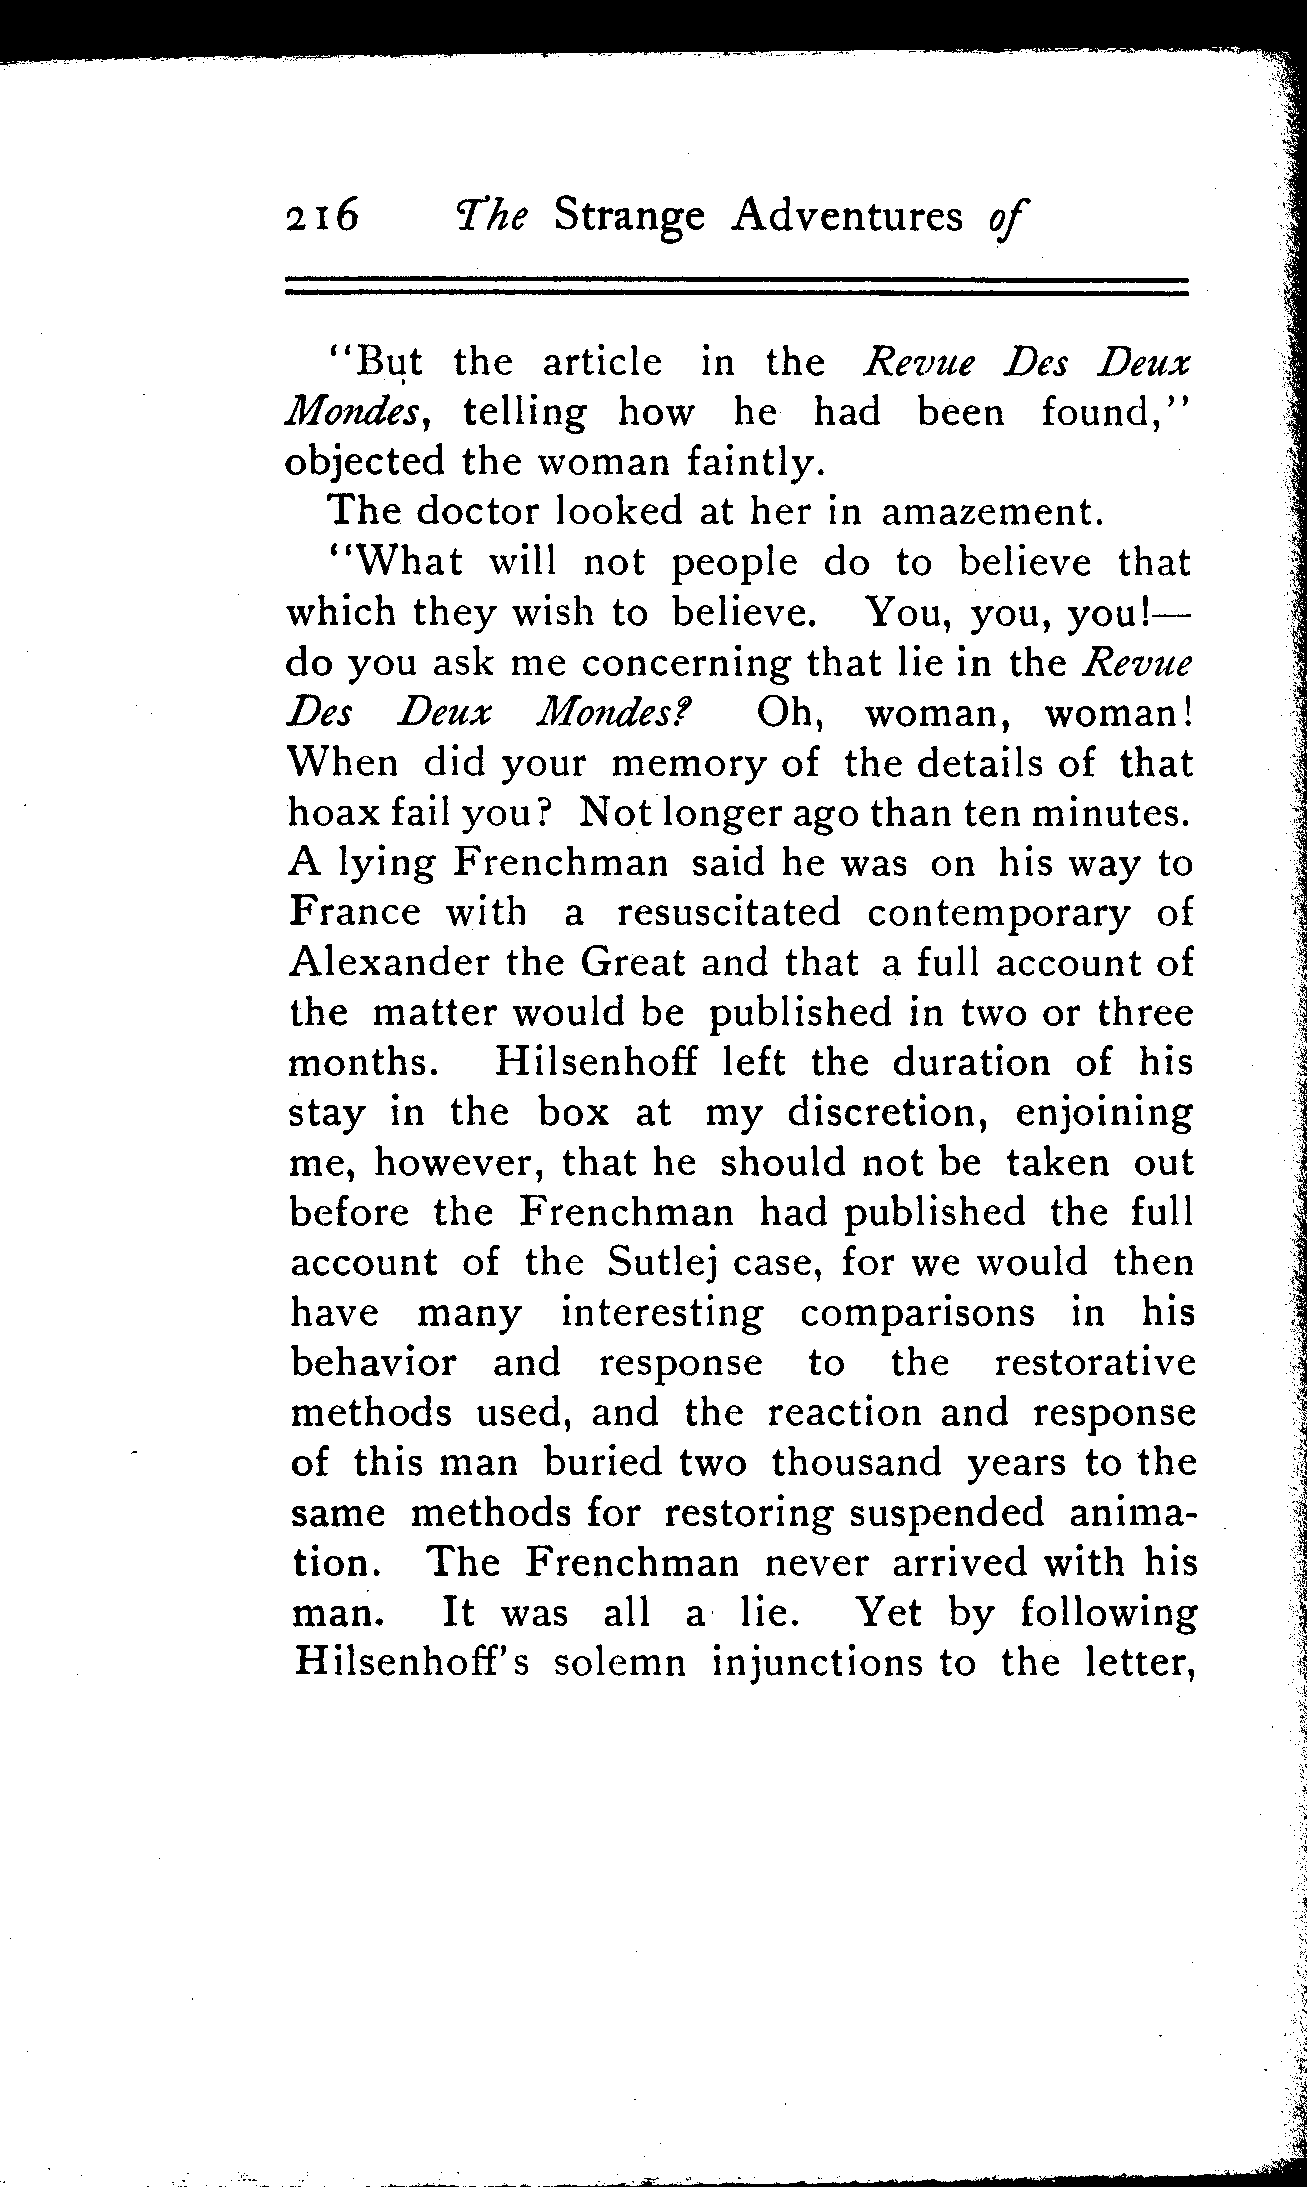 216 The Strange Adventures of
"But the article in the Revue Des Deux
Mondes, telling how he had been found,"
objected the woman faintly.
The doctor looked at her in amazement.
"What will not people do to believe that
which they wish to believe. You, you, you!—
do you ask me concerning that lie in the Revue
Des Deux Mondes? Oh, woman, woman!
When did your memory of the details of that
hoax fail you? Not longer ago than ten minutes.
A lying Frenchman said he was on his way to
France with a resuscitated contemporary of
Alexander the Great and that a full account of
the matter would be published in two or three
months. Hilsenhoff left the duration of his
stay in the box at my discretion, enjoining
me, however, that he should not be taken out
before the Frenchman had published the full
account of the Sutlej case, for we would then
have many interesting comparisons in his
behavior and response to the restorative
methods used, and the reaction and response
of this man buried two thousand years to the
same methods for restoring suspended anima-
tion. The Frenchman never arrived with his
man. It was all a lie. Yet by following
Hilsenhoff's solemn injunctions to the letter,